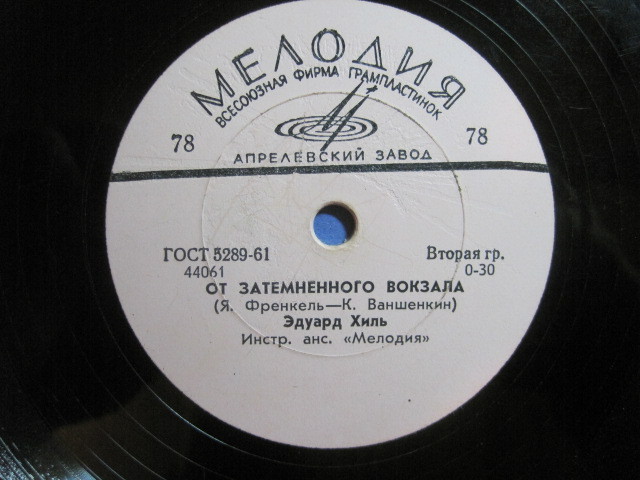 МЕЛОДИЯ
ВСЕСОЮЗНАЯ ФИРМА ГРАМПЛАСТИНОК
78 78
АПРЕЛЕВСКИЙ ЗАВОД
ГОСТ 5289-61 Вторая гр.
44061 0-30
ОТ ЗАТЕМНЕННОГО ВОКЗАЛА
(Я. Френкель—К. Ваншенкин)
Эдуард Хиль
Инстр. анс. «Мелодия»